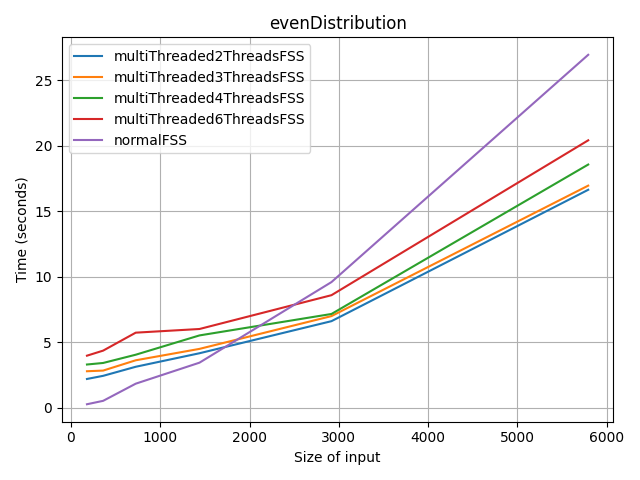 evenDistribution
multiThreaded2ThreadsFSS
multiThreaded3ThreadsFSS
multiThreaded4ThreadsFSS
multiThreaded6ThreadsFSS
normalFSS
Time (seconds)
25
20
15
10
5
0
0 1000 2000 3000 4000 5000 6000
Size of input